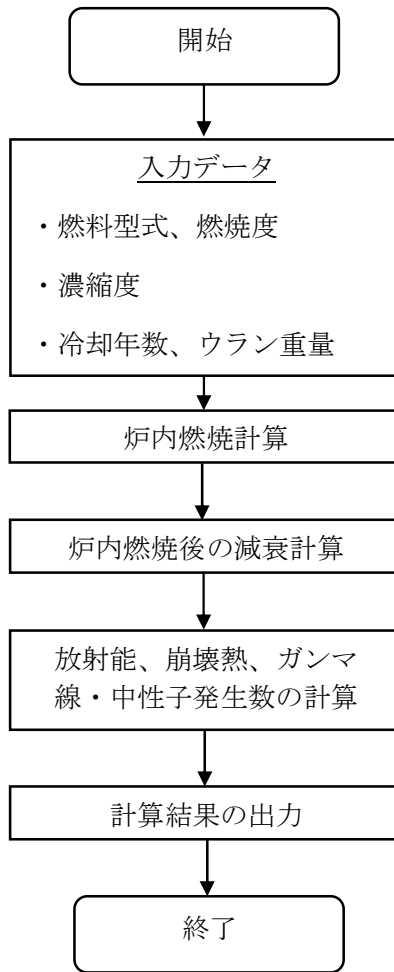 開始
入力データ
・燃料型式、燃焼度
・濃縮度
・冷却年数、ウラン重量
炉内燃焼計算
炉内燃焼後の減衰計算
放射能、崩壊熱、ガンマ
線・中性子発生数の計算
計算結果の出力
終了